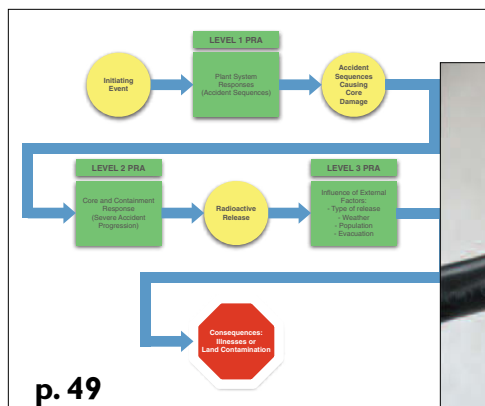 LEVEL 1 PRA
Initiating
Event
Plant System
Responses
(Accident Sequences)
Accident
Sequences
Causing
Core
Damage
LEVEL 2 PRA
Core and Containment
Response
(Severe Accident
Progression)
Radioactive
Release
LEVEL 3 PRA
Influence of External
Factors:
- Type of release
- Weather
- Population
- Evacuation
Consequences:
Illnesses or
Land Contamination
p. 49